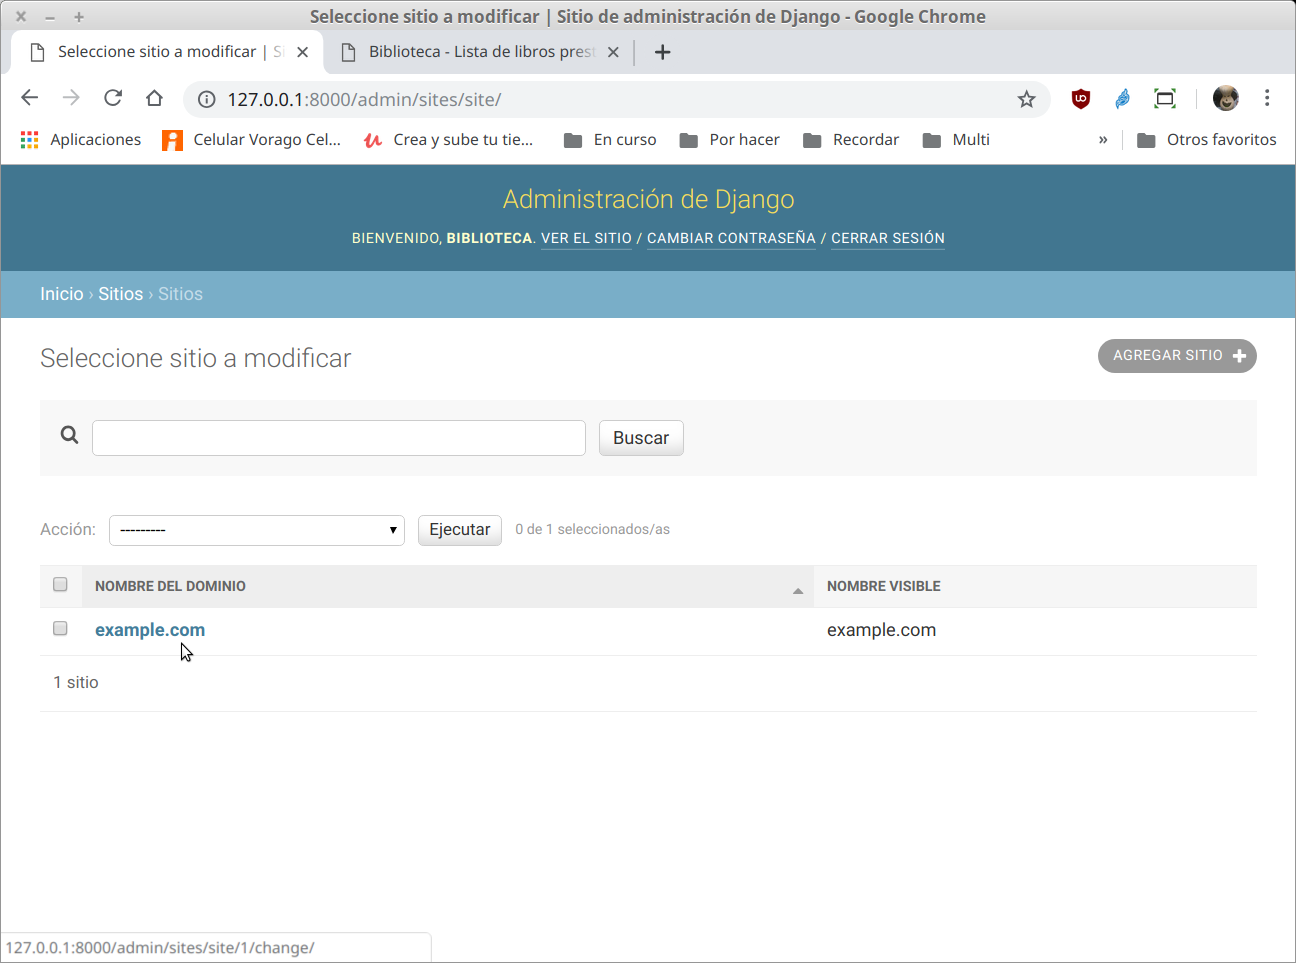 Seleccione sitio a modificar | Sitio de administración de Django - Google Chrome
Seleccione sitio a modificar | Si
Biblioteca - Lista de libros prest
127.0.0.1:8000/admin/sites/site/
Aplicaciones
Celular Vorago Cel...
Crea y sube tu tie...
En curso
Por hacer
Recordar
Multi
»
Otros favoritos
Administración de Django
BIENVENIDO, BIBLIOTECA. VER EL SITIO / CAMBIAR CONTRASEÑA / CERRAR SESIÓN
Inicio › Sitios › Sitios
Seleccione sitio a modificar
AGREGAR SITIO +
Buscar
Acción:
---------
Ejecutar
0 de 1 seleccionados/as
NOMBRE DEL DOMINIO
NOMBRE VISIBLE
example.com
example.com
1 sitio
127.0.0.1:8000/admin/sites/site/1/change/